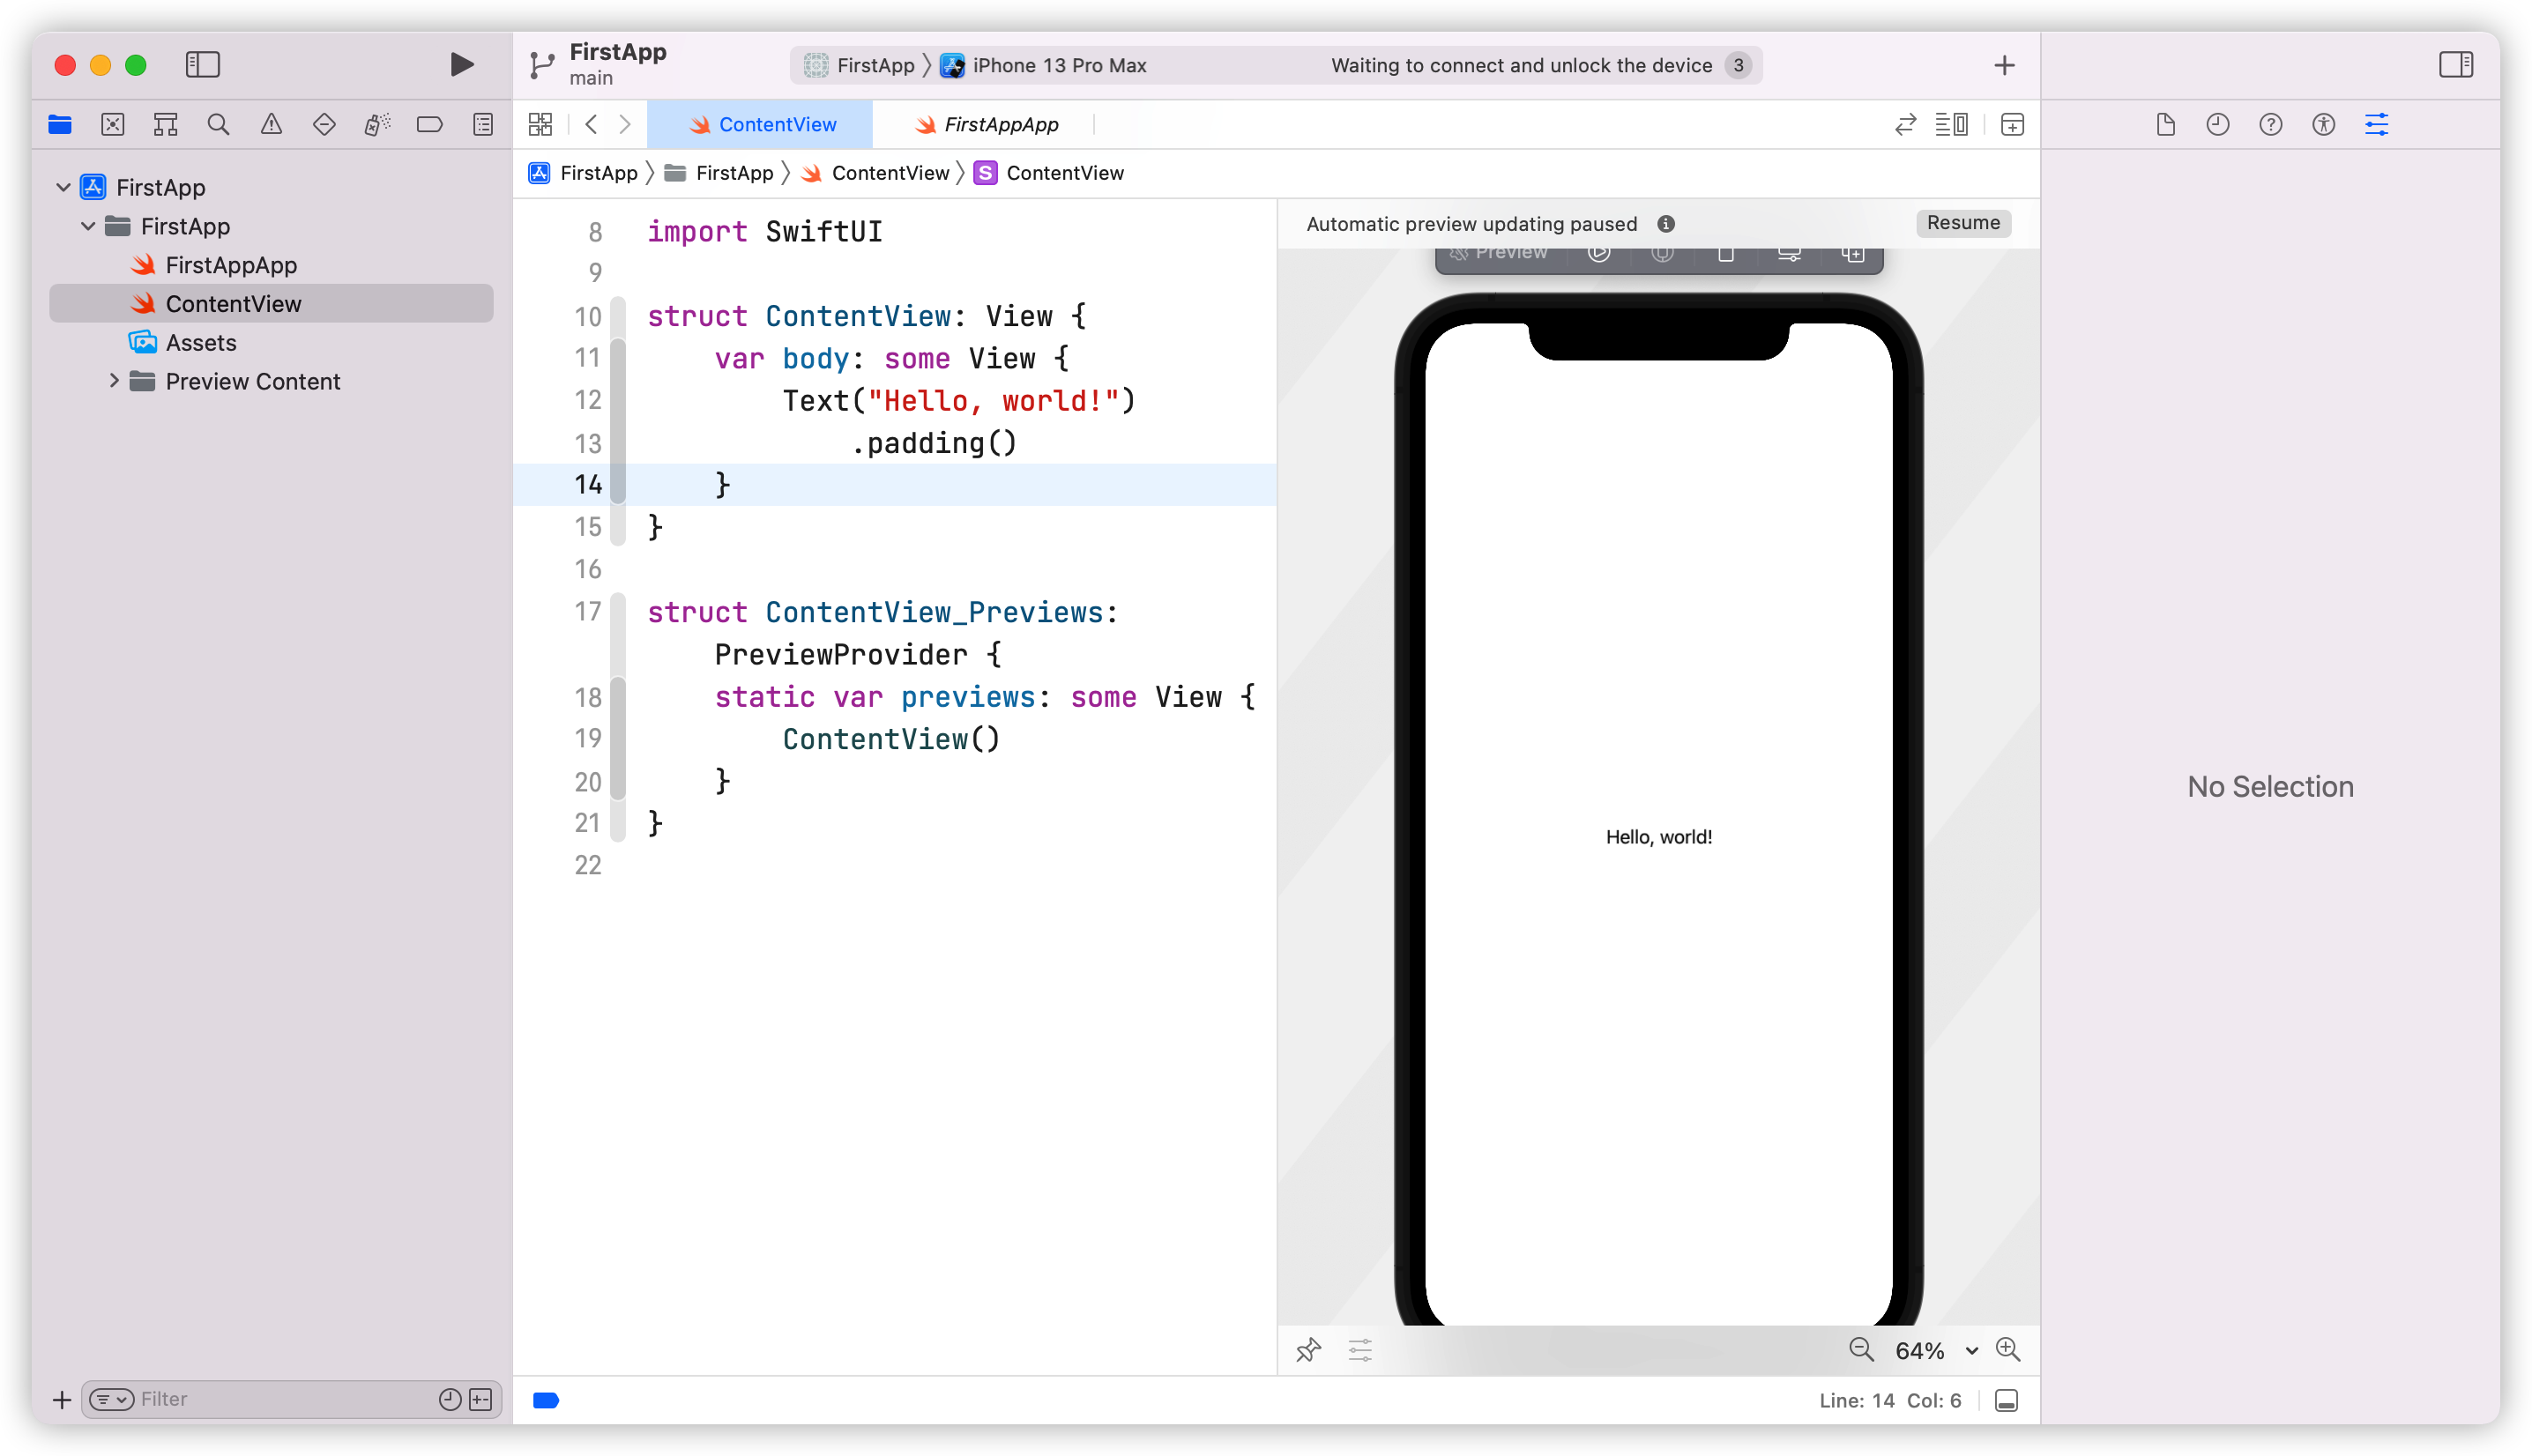 FirstApp
main
FirstApp
iPhone 13 Pro Max
Waiting to connect and unlock the device 3
ContentView
FirstAppApp
FirstApp
FirstApp
ContentView
S ContentView
FirstApp
FirstApp
FirstAppApp
ContentView
Assets
Preview Content
8 import SwiftUI
9
10 struct ContentView: View {
11 var body: some View {
12 Text("Hello, world!")
13 .padding()
14 }
15 }
16
17 struct ContentView_Previews:
PreviewProvider {
18 static var previews: some View {
19 ContentView()
20 }
21 }
22
Automatic preview updating paused
Resume
Preview
Hello, world!
No Selection
64%
Filter
Line: 14 Col: 6